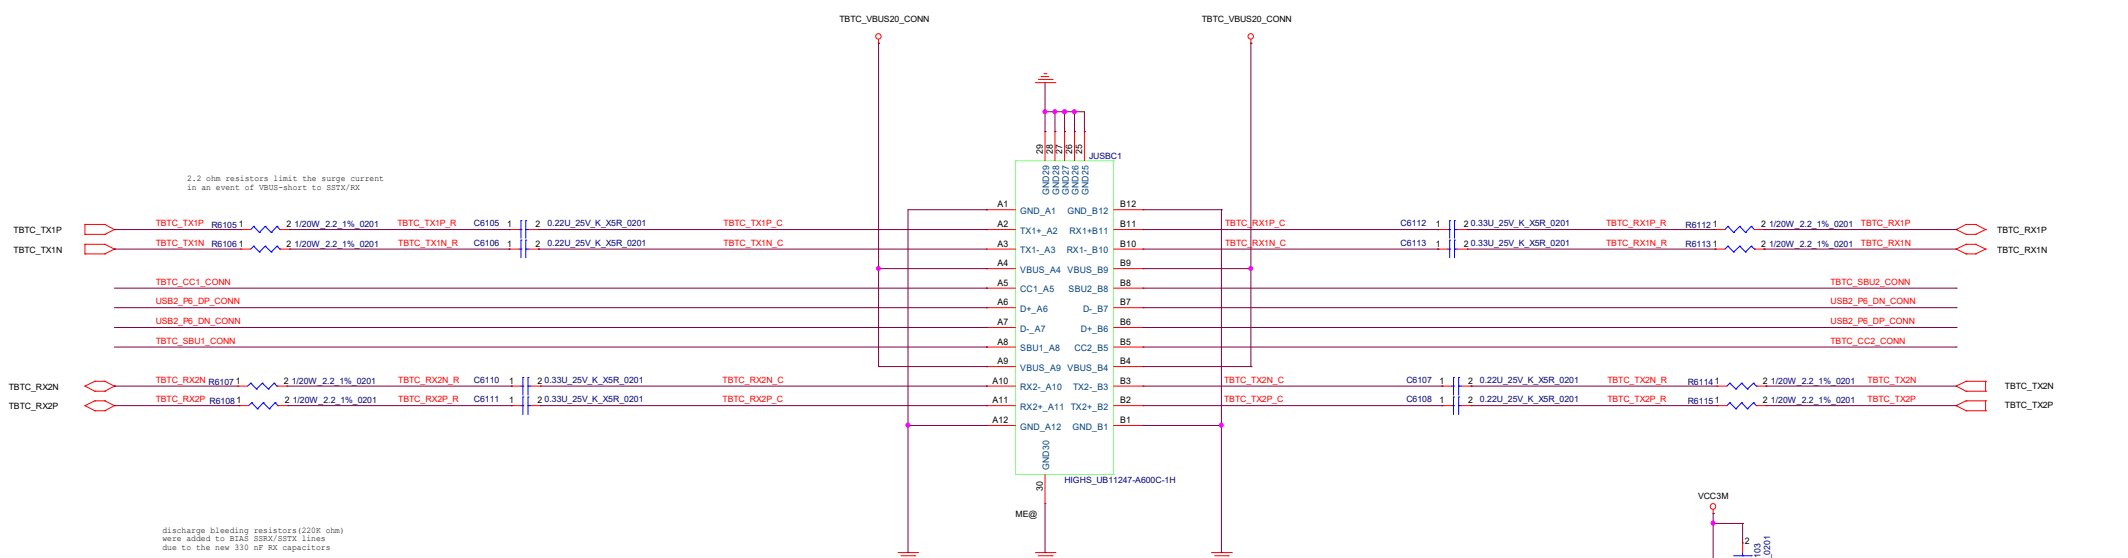 TBTC_VBUS20_CONN
TBTC_VBUS20_CONN
29
28
27
26
25
JUSBC1
GND29
GND28
GND27
GND26
GND25
2.2 ohm resistors limit the surge current
in an event of VBUS-short to SSTX/RX
A1 GND_A1 GND_B12 B12
TBTC_TX1P TBTC_TX1P R6105 1 2 1/20W_2.2_1%_0201 TBTC_TX1P_R C6105 1 2 0.22U_25V_K_X5R_0201 TBTC_TX1P_C A2 TX1+_A2 RX1+B11 B11 TBTC_RX1P_C C6112 1 2 0.33U_25V_K_X5R_0201 TBTC_RX1P_R R6112 1 2 1/20W_2.2_1%_0201 TBTC_RX1P TBTC_RX1P
TBTC_TX1N TBTC_TX1N R6106 1 2 1/20W_2.2_1%_0201 TBTC_TX1N_R C6106 1 2 0.22U_25V_K_X5R_0201 TBTC_TX1N_C A3 TX1-_A3 RX1-_B10 B10 TBTC_RX1N_C C6113 1 2 0.33U_25V_K_X5R_0201 TBTC_RX1N_R R6113 1 2 1/20W_2.2_1%_0201 TBTC_RX1N TBTC_RX1N
A4 VBUS_A4 VBUS_B9 B9
TBTC_CC1_CONN A5 CC1_A5 SBU2_B8 B8 TBTC_SBU2_CONN
USB2_P6_DP_CONN A6 D+_A6 D-_B7 B7 USB2_P6_DN_CONN
USB2_P6_DN_CONN A7 D-_A7 D+_B6 B6 USB2_P6_DP_CONN
TBTC_SBU1_CONN A8 SBU1_A8 CC2_B5 B5 TBTC_CC2_CONN
A9 VBUS_A9 VBUS_B4 B4
TBTC_RX2N TBTC_RX2N R6107 1 2 1/20W_2.2_1%_0201 TBTC_RX2N_R C6110 1 2 0.33U_25V_K_X5R_0201 TBTC_RX2N_C A10 RX2-_A10 TX2-_B3 B3 TBTC_TX2N_C C6107 1 2 0.22U_25V_K_X5R_0201 TBTC_TX2N_R R6114 1 2 1/20W_2.2_1%_0201 TBTC_TX2N TBTC_TX2N
TBTC_RX2P TBTC_RX2P R6108 1 2 1/20W_2.2_1%_0201 TBTC_RX2P_R C6111 1 2 0.33U_25V_K_X5R_0201 TBTC_RX2P_C A11 RX2+_A11 TX2+_B2 B2 TBTC_TX2P_C C6108 1 2 0.22U_25V_K_X5R_0201 TBTC_TX2P_R R6115 1 2 1/20W_2.2_1%_0201 TBTC_TX2P TBTC_TX2P
A12 GND_A12 GND_B1 B1
GND30
30
HIGHS_UB11247-A600C-1H
ME@
VCC3M
2
discharge bleeding resistors(220K ohm)
were added to BIAS SSRX/SSTX lines
due to the new 330 nF RX capacitors